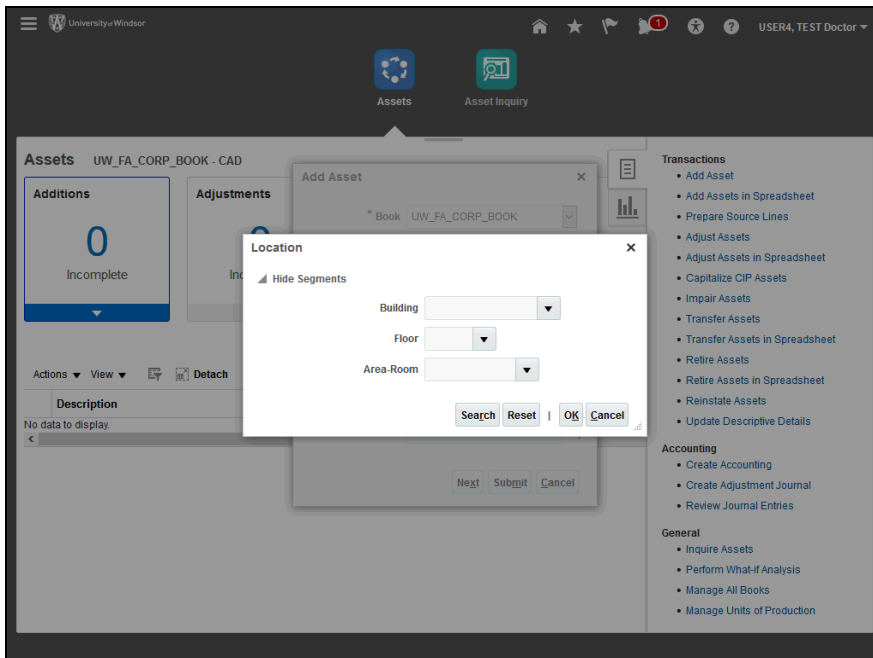 University of Windsor
1
USER4, TEST Doctor
Assets
Asset Inquiry
Assets UW_FA_CORP_BOOK - CAD
Additions
0
Incomplete
Adjustments
Add Asset
* Book UW_FA_CORP_BOOK
Location
Hide Segments
Building
Floor
Area-Room
Search Reset | OK Cancel
Actions View Detach
Description
No data to display.
Next Submit Cancel
Transactions
• Add Asset
• Add Assets in Spreadsheet
• Prepare Source Lines
• Adjust Assets
• Adjust Assets in Spreadsheet
• Capitalize CIP Assets
• Impair Assets
• Transfer Assets
• Transfer Assets in Spreadsheet
• Retire Assets
• Retire Assets in Spreadsheet
• Reinstate Assets
• Update Descriptive Details
Accounting
• Create Accounting
• Create Adjustment Journal
• Review Journal Entries
General
• Inquire Assets
• Perform What-if Analysis
• Manage All Books
• Manage Units of Production